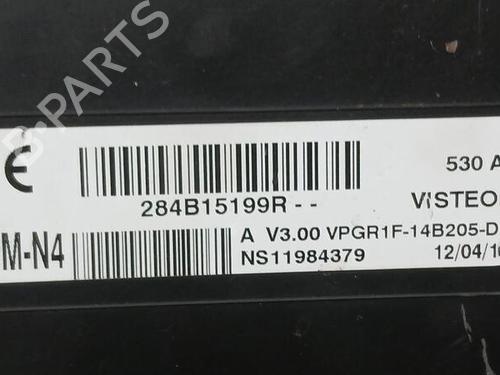 530 A
284B15199R - -
VISTEO
M-N4
A V3.00 VPGR1F-14B205-D
NS11984379
12/04/1
B-PARTS